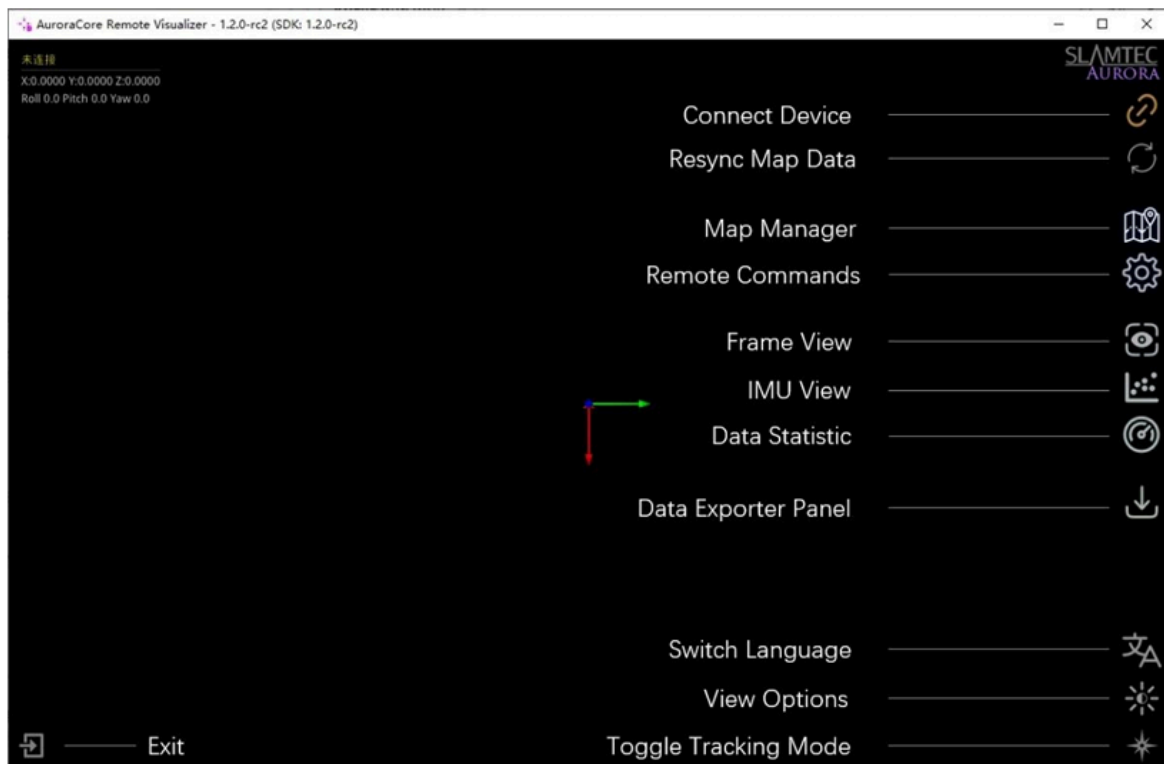 AuroraCore Remote Visualizer - 1.2.0-rc2 (SDK: 1.2.0-rc2)
未连接
X:0.0000 Y:0.0000 Z:0.0000
Roll 0.0 Pitch 0.0 Yaw 0.0
SLAMTEC
AURORA
Connect Device
Resync Map Data
Map Manager
Remote Commands
Frame View
IMU View
Data Statistic
Data Exporter Panel
Switch Language
View Options
Exit
Toggle Tracking Mode